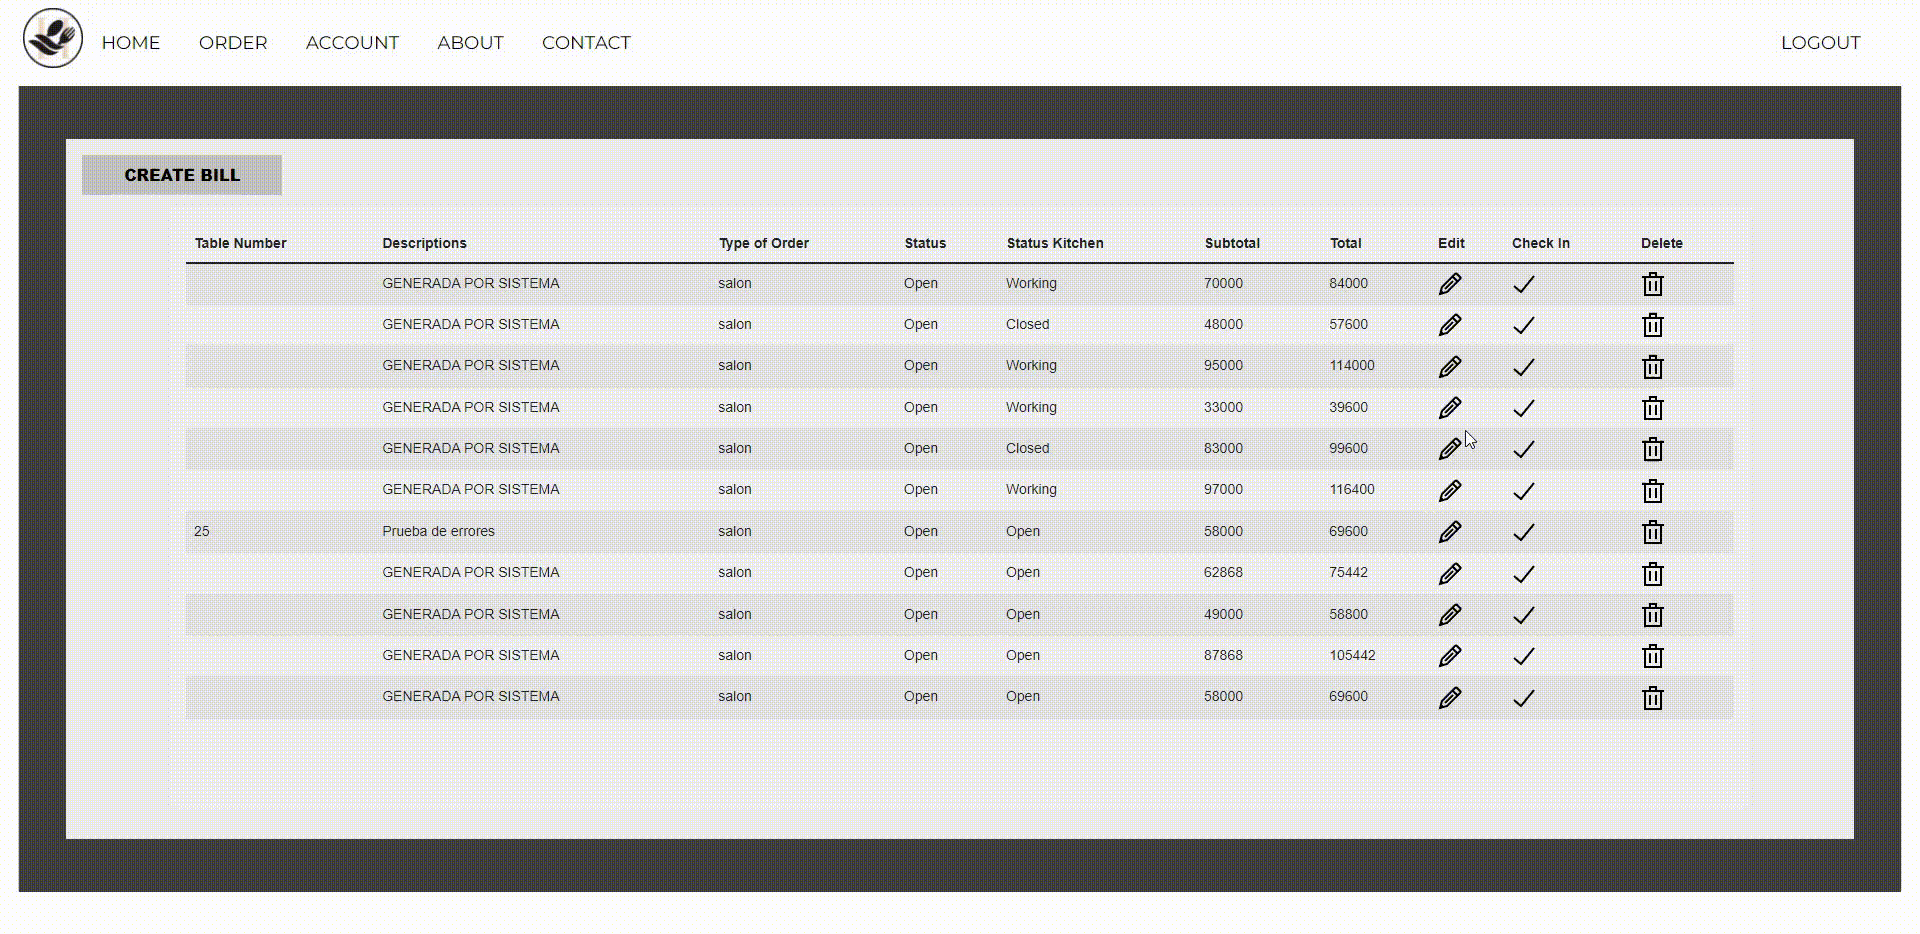 HOME ORDER ACCOUNT ABOUT CONTACT LOGOUT
CREATE BILL
Table Number Descriptions Type of Order Status Status Kitchen Subtotal Total Edit Check In Delete
GENERADA POR SISTEMA salon Open Working 70000 84000
GENERADA POR SISTEMA salon Open Closed 48000 57600
GENERADA POR SISTEMA salon Open Working 95000 114000
GENERADA POR SISTEMA salon Open Working 33000 39600
GENERADA POR SISTEMA salon Open Closed 83000 99600
GENERADA POR SISTEMA salon Open Working 97000 116400
25 Prueba de errores salon Open Open 58000 69600
GENERADA POR SISTEMA salon Open Open 62868 75442
GENERADA POR SISTEMA salon Open Open 49000 58800
GENERADA POR SISTEMA salon Open Open 87868 105442
GENERADA POR SISTEMA salon Open Open 58000 69600